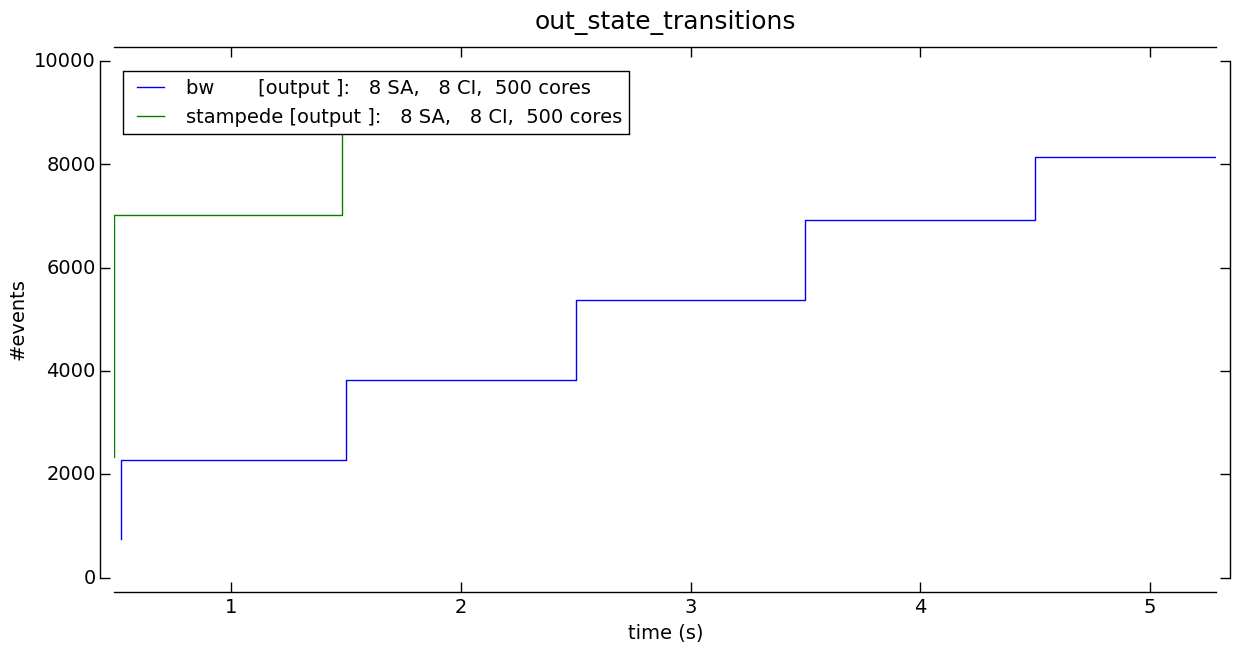 out_state_transitions
10000
8000
6000
4000
2000
0
#events
bw [output ]: 8 SA, 8 CI, 500 cores
stampede [output ]: 8 SA, 8 CI, 500 cores
1 2 3 4 5
time (s)